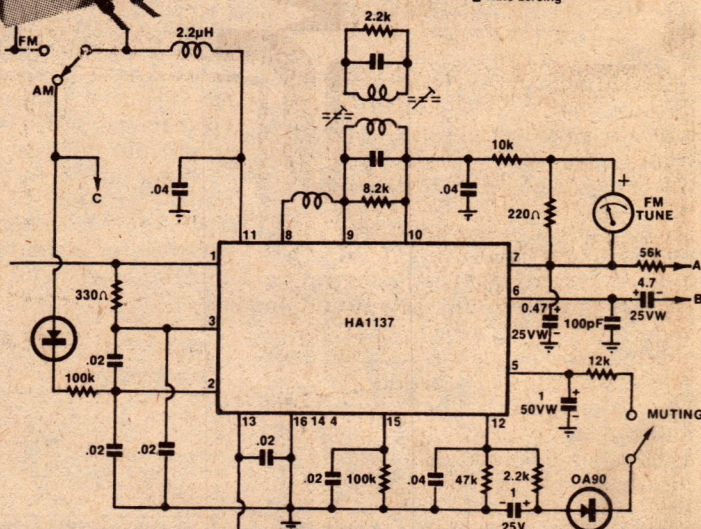 FM
2.2µH
2.2k
AM
.04
C
10k
8.2k
.04
220Ω
+
FM
TUNE
11
8
9
10
1
7
56k
A
330Ω
6
4.7
+ -
25VW
B
0.47
+
25VW
-
100pF
3
HA1137
.02
5
12k
100k
2
1
50VW
+
-
MUTING
13
16 14 4
15
12
.02
.02
.02
.02
100k
.04
47k
2.2k
OA90
1
- +
25V